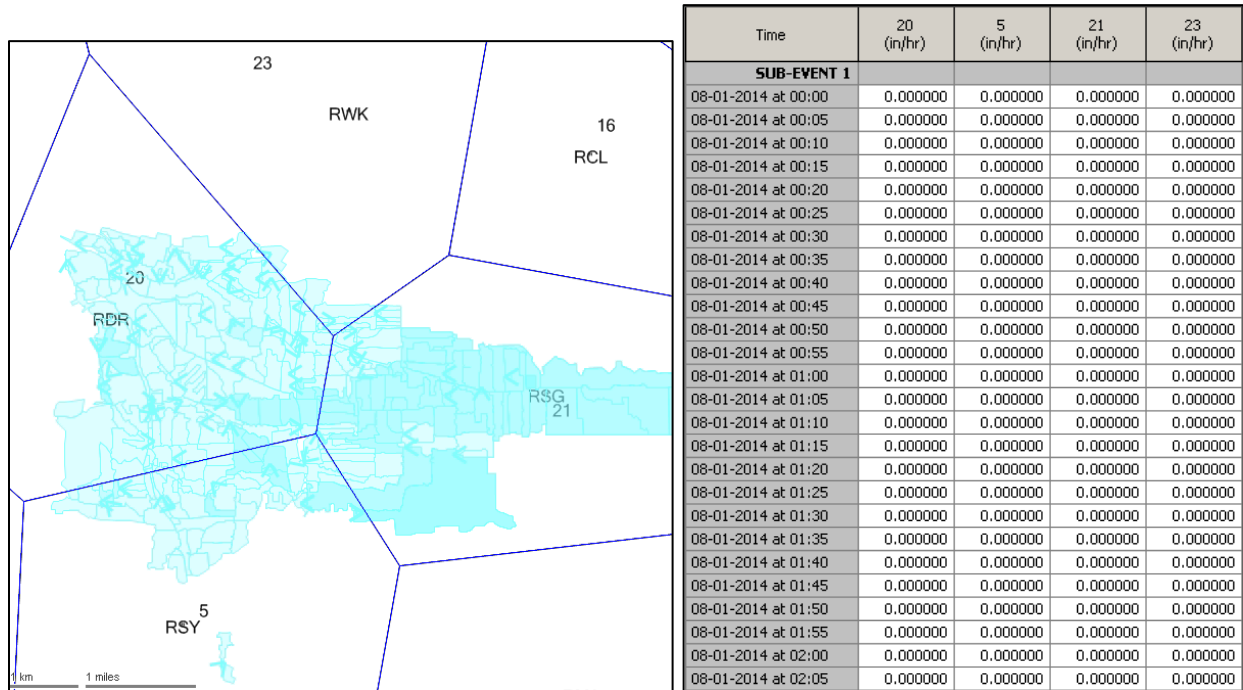 23
RWK
16
RCL
20
RDR
RSG
21
5
RSY
km
1 miles
Time 20 (in/hr) 5 (in/hr) 21 (in/hr) 23 (in/hr)
SUB-EVENT 1
08-01-2014 at 00:00 0.000000 0.000000 0.000000 0.000000
08-01-2014 at 00:05 0.000000 0.000000 0.000000 0.000000
08-01-2014 at 00:10 0.000000 0.000000 0.000000 0.000000
08-01-2014 at 00:15 0.000000 0.000000 0.000000 0.000000
08-01-2014 at 00:20 0.000000 0.000000 0.000000 0.000000
08-01-2014 at 00:25 0.000000 0.000000 0.000000 0.000000
08-01-2014 at 00:30 0.000000 0.000000 0.000000 0.000000
08-01-2014 at 00:35 0.000000 0.000000 0.000000 0.000000
08-01-2014 at 00:40 0.000000 0.000000 0.000000 0.000000
08-01-2014 at 00:45 0.000000 0.000000 0.000000 0.000000
08-01-2014 at 00:50 0.000000 0.000000 0.000000 0.000000
08-01-2014 at 00:55 0.000000 0.000000 0.000000 0.000000
08-01-2014 at 01:00 0.000000 0.000000 0.000000 0.000000
08-01-2014 at 01:05 0.000000 0.000000 0.000000 0.000000
08-01-2014 at 01:10 0.000000 0.000000 0.000000 0.000000
08-01-2014 at 01:15 0.000000 0.000000 0.000000 0.000000
08-01-2014 at 01:20 0.000000 0.000000 0.000000 0.000000
08-01-2014 at 01:25 0.000000 0.000000 0.000000 0.000000
08-01-2014 at 01:30 0.000000 0.000000 0.000000 0.000000
08-01-2014 at 01:35 0.000000 0.000000 0.000000 0.000000
08-01-2014 at 01:40 0.000000 0.000000 0.000000 0.000000
08-01-2014 at 01:45 0.000000 0.000000 0.000000 0.000000
08-01-2014 at 01:50 0.000000 0.000000 0.000000 0.000000
08-01-2014 at 01:55 0.000000 0.000000 0.000000 0.000000
08-01-2014 at 02:00 0.000000 0.000000 0.000000 0.000000
08-01-2014 at 02:05 0.000000 0.000000 0.000000 0.000000